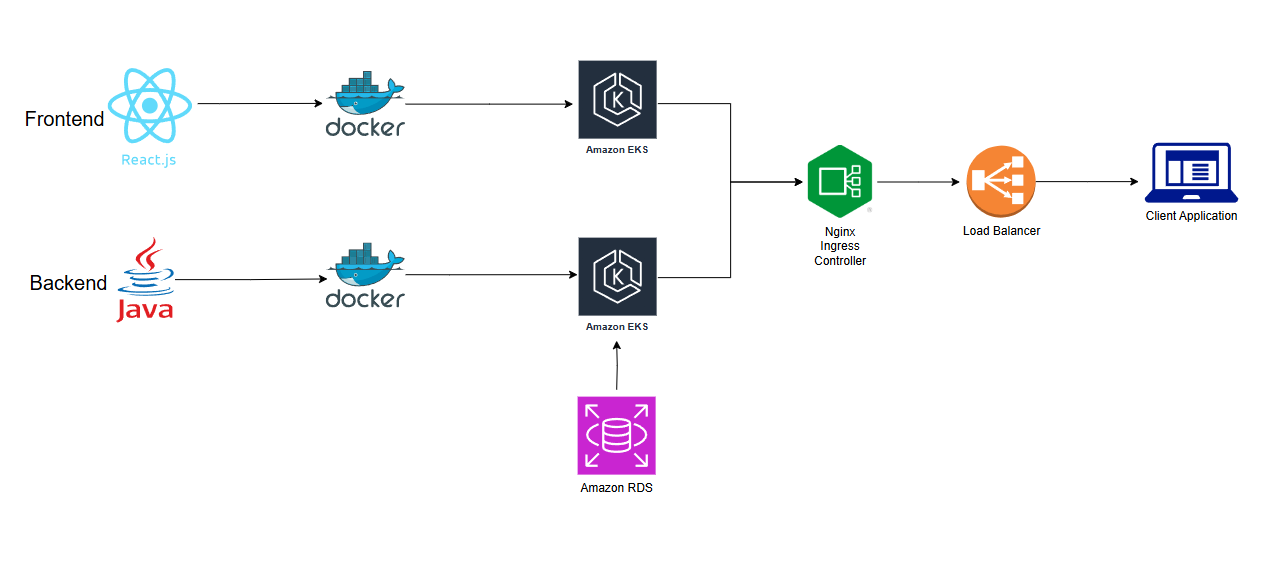 Frontend
React.js
docker
Amazon EKS
Nginx
Ingress
Controller
Load Balancer
Client Application
Backend
Java
docker
Amazon EKS
Amazon RDS